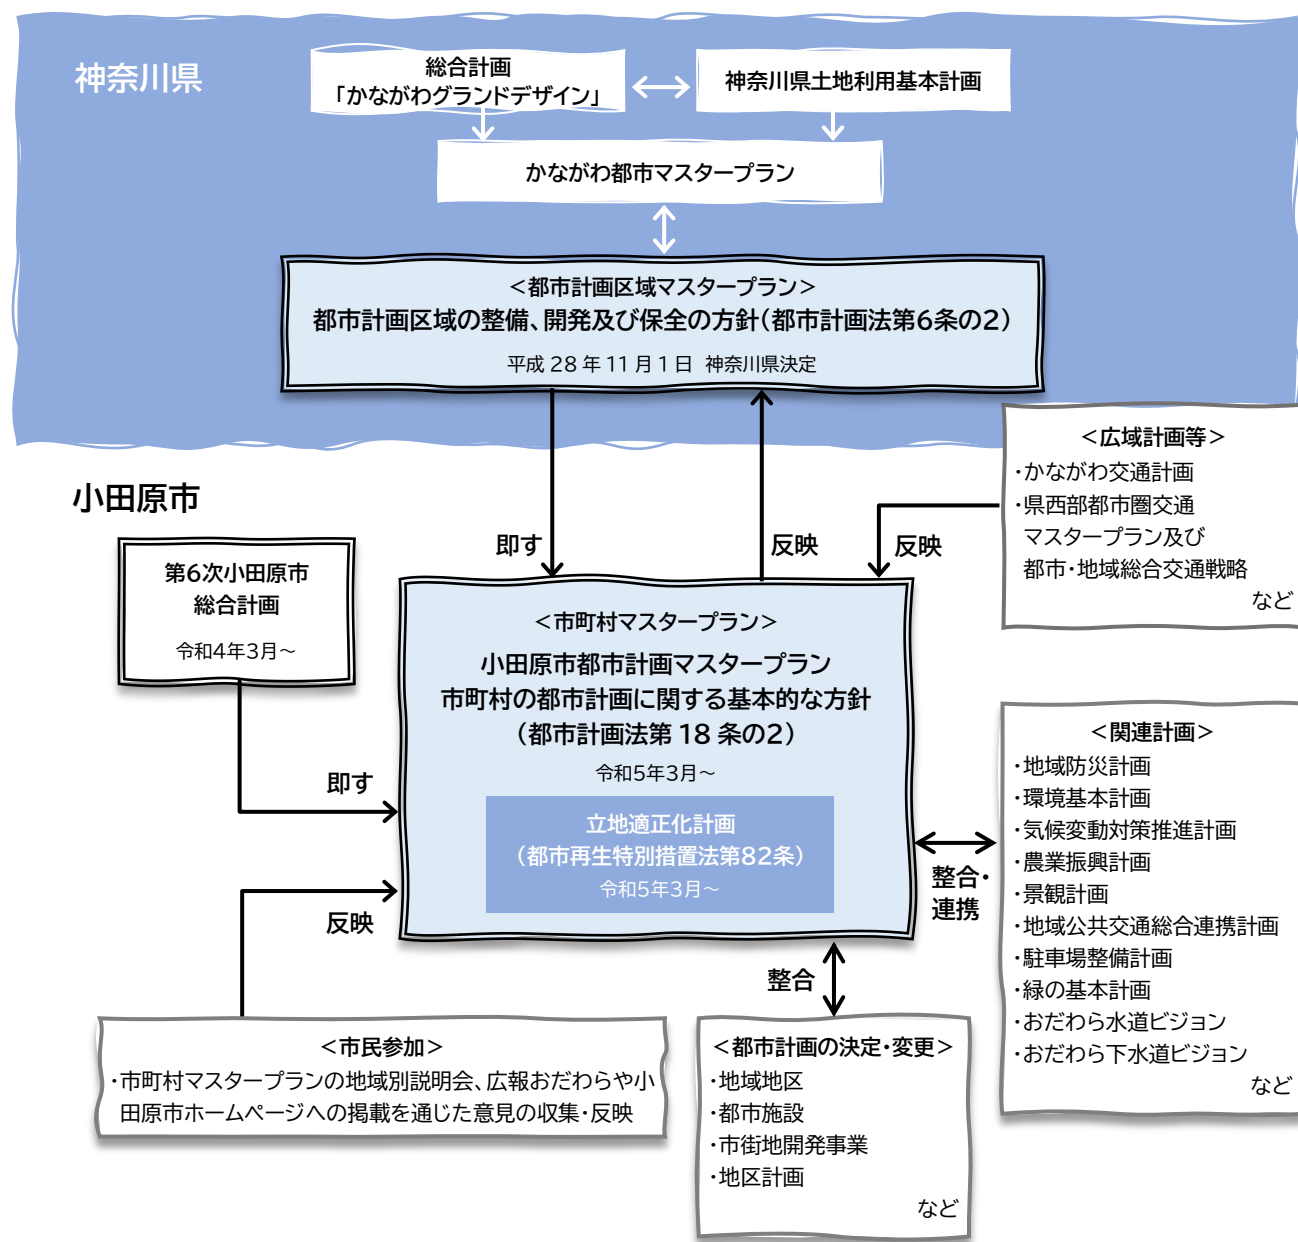 神奈川県
総合計画
「かながわグランドデザイン」
神奈川県土地利用基本計画
かながわ都市マスタープラン
＜都市計画区域マスタープラン＞
都市計画区域の整備、開発及び保全の方針（都市計画法第6条の2）
平成 28 年 11 月 1 日 神奈川県決定
小田原市
即す
反映
反映
＜広域計画等＞
・かながわ交通計画
・県西部都市圏交通
マスタープラン及び
都市・地域総合交通戦略
など
第6次小田原市
総合計画
令和4年3月～
即す
＜市町村マスタープラン＞
小田原市都市計画マスタープラン
市町村の都市計画に関する基本的な方針
（都市計画法第 18 条の2）
令和5年3月～
立地適正化計画
（都市再生特別措置法第82条）
令和5年3月～
整合・
連携
＜関連計画＞
・地域防災計画
・環境基本計画
・気候変動対策推進計画
・農業振興計画
・景観計画
・地域公共交通総合連携計画
・駐車場整備計画
・緑の基本計画
・おだわら水道ビジョン
・おだわら下水道ビジョン
など
反映
＜市民参加＞
・市町村マスタープランの地域別説明会、広報おだわらや小
田原市ホームページへの掲載を通じた意見の収集・反映
整合
＜都市計画の決定・変更＞
・地域地区
・都市施設
・市街地開発事業
・地区計画
など